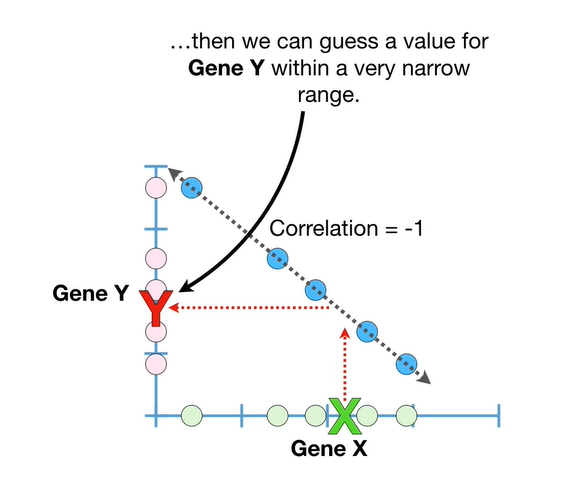 …then we can guess a value for
Gene Y within a very narrow
range.
Correlation = -1
Gene Y
Y
X
Gene X